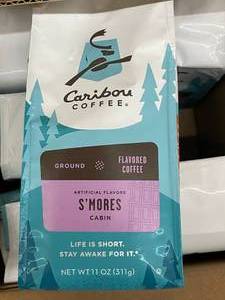 Caribou
COFFEE®
GROUND
FLAVORED
COFFEE
ARTIFICIAL FLAVORS
S'MORES
CABIN
LIFE IS SHORT.
STAY AWAKE FOR IT.®
NET WT 11 OZ (311g)